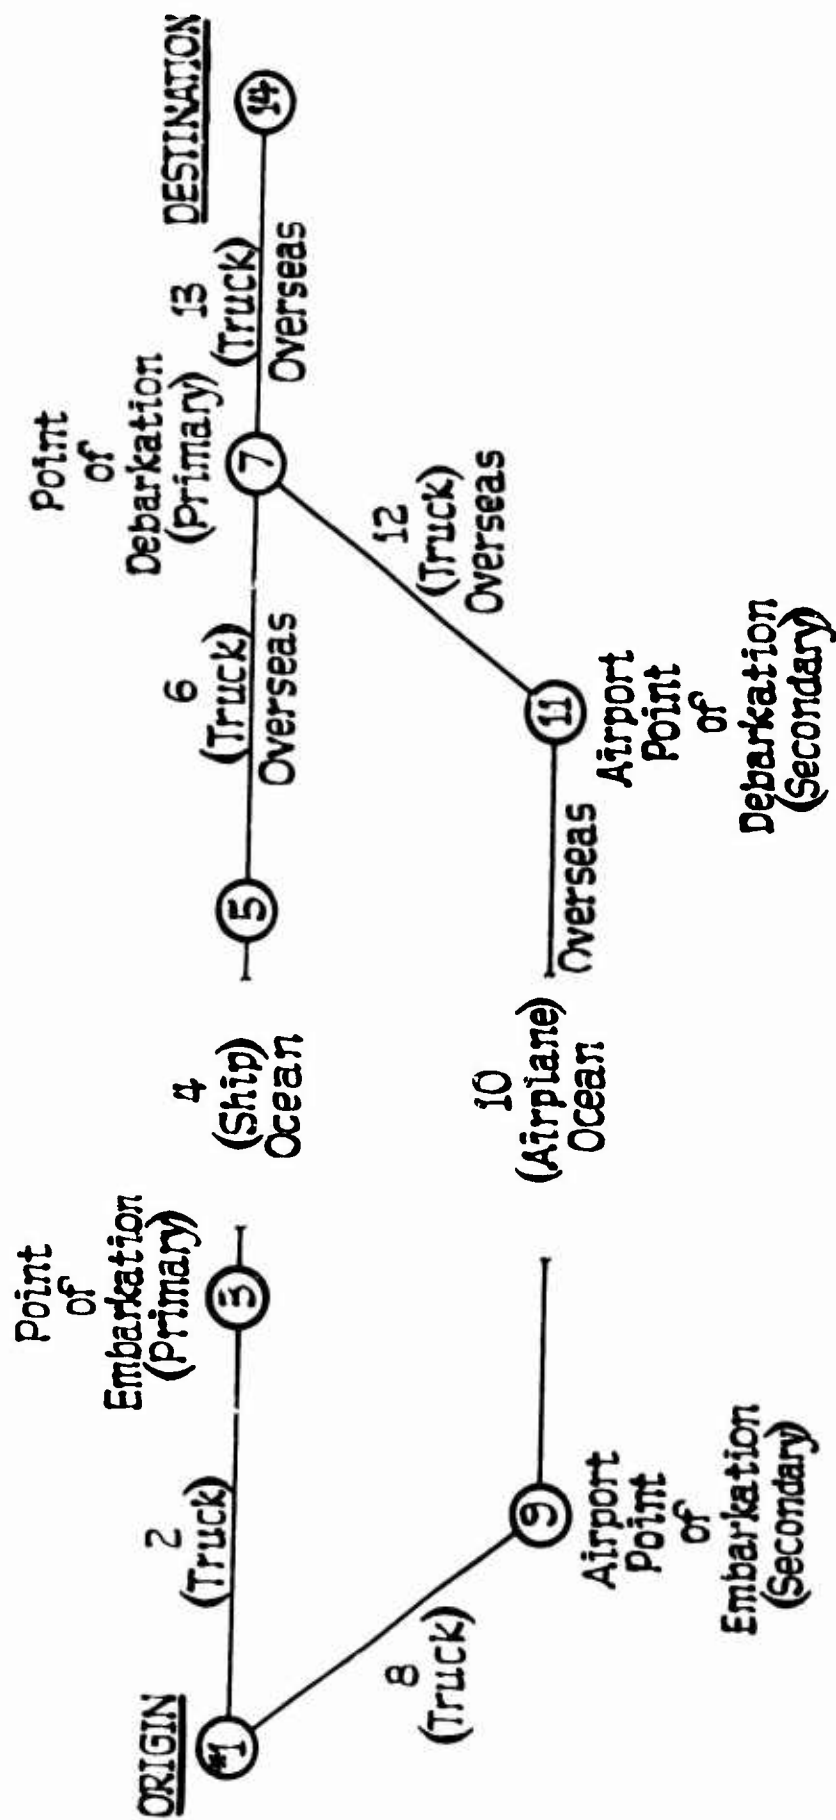 ORIGIN
#1
2
(Truck)
Point
of
Embarkation
(Primary)
3
4
(Ship)
Ocean
5
6
(Truck)
Overseas
Point
of
Debarkation
(Primary)
7
13
(Truck)
Overseas
DESTINATION
14
8
(Truck)
9
Airport
Point
of
Embarkation
(Secondary)
10
(Airplane)
Ocean
Overseas
11
Airport
Point
of
Debarkation
(Secondary)
12
(Truck)
Overseas